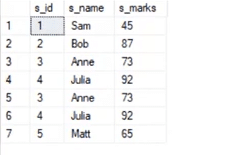 s_id s_name s_marks
1 1 Sam 45
2 2 Bob 87
3 3 Anne 73
4 4 Julia 92
5 3 Anne 73
6 4 Julia 92
7 5 Matt 65